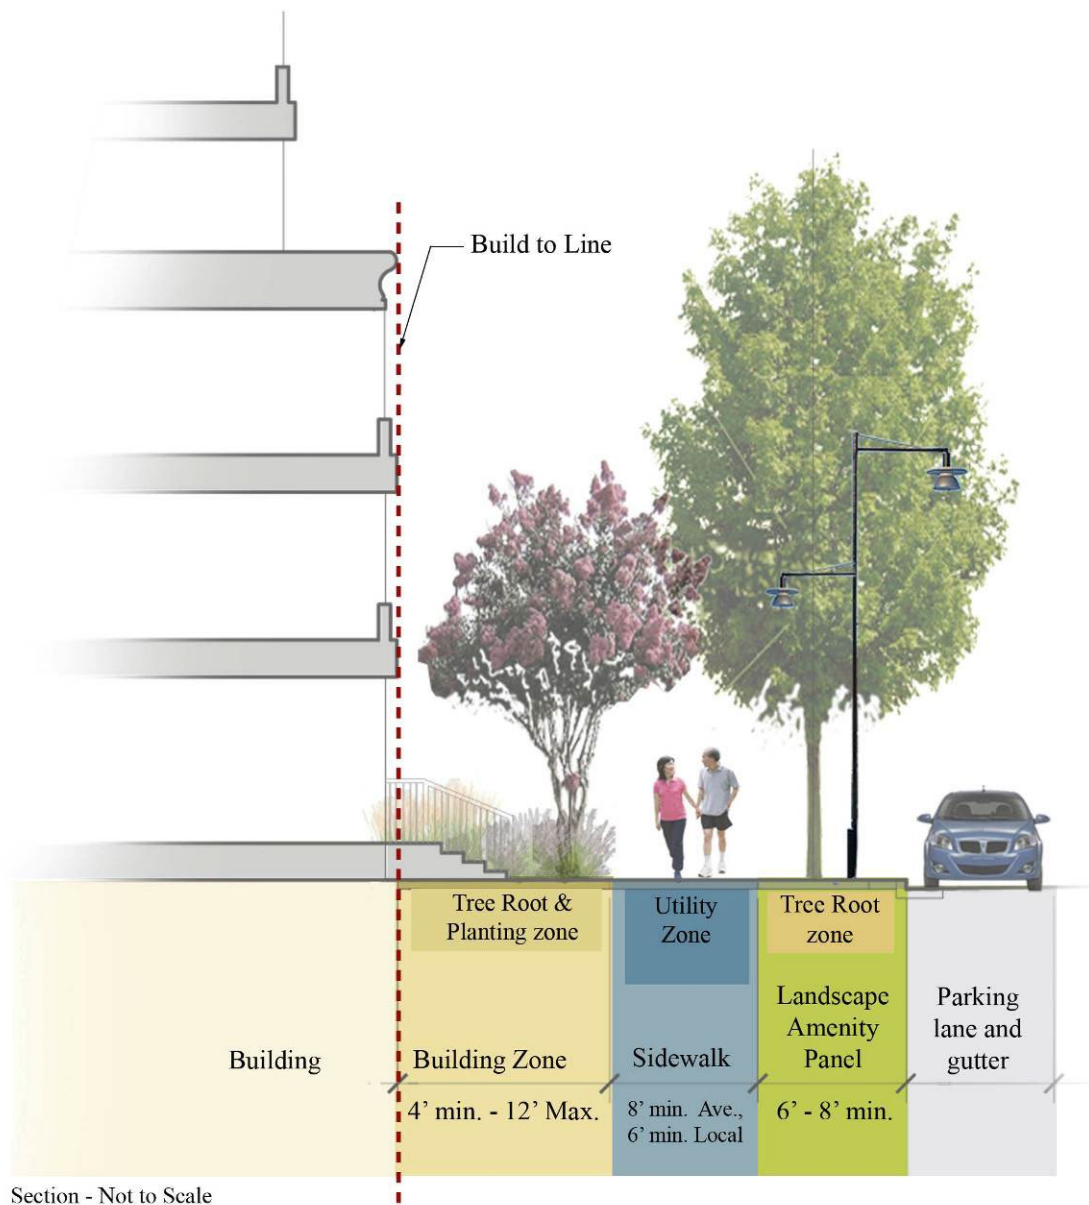 Build to Line
Tree Root &
Planting zone
Utility
Zone
Tree Root
zone
Landscape
Amenity
Panel
Parking
lane and
gutter
Building
Building Zone
Sidewalk
4’ min. - 12’ Max.
8’ min. Ave.,
6’ min. Local
6’ - 8’ min.
Section - Not to Scale